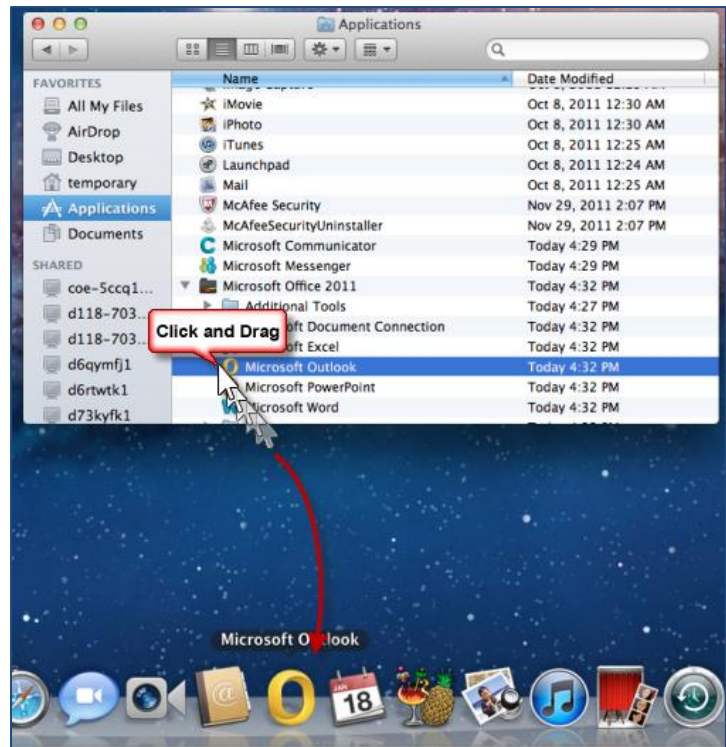 Applications
FAVORITES
All My Files
AirDrop
Desktop
temporary
Applications
Documents
SHARED
coe-5ccq1...
d118-703...
d118-703...
d6qymfj1
d6rtwtk1
d73kyfk1
Name Date Modified
iMovie Oct 8, 2011 12:30 AM
iPhoto Oct 8, 2011 12:30 AM
iTunes Oct 8, 2011 12:25 AM
Launchpad Oct 8, 2011 12:24 AM
Mail Oct 8, 2011 12:25 AM
McAfee Security Nov 29, 2011 2:07 PM
McAfeeSecurityUninstaller Nov 29, 2011 2:07 PM
Microsoft Communicator Today 4:29 PM
Microsoft Messenger Today 4:29 PM
Microsoft Office 2011 Today 4:32 PM
Additional Tools Today 4:27 PM
Document Connection Today 4:32 PM
Excel Today 4:32 PM
Microsoft Outlook Today 4:32 PM
Microsoft PowerPoint Today 4:32 PM
Microsoft Word Today 4:32 PM
Click and Drag
Microsoft Outlook
JAN
18